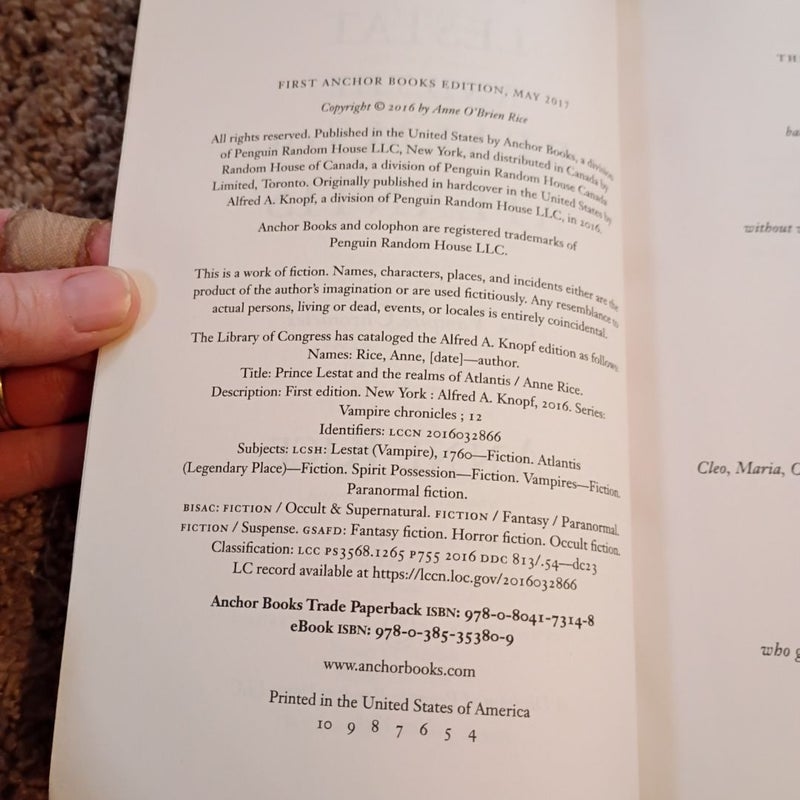 FIRST ANCHOR BOOKS EDITION, MAY 2017
Copyright © 2016 by Anne O'Brien Rice
All rights reserved. Published in the United States by Anchor Books, a division
of Penguin Random House LLC, New York, and distributed in Canada by
Random House of Canada, a division of Penguin Random House Canada
Limited, Toronto. Originally published in hardcover in the United States by
Alfred A. Knopf, a division of Penguin Random House LLC, in 2016.
Anchor Books and colophon are registered trademarks of
Penguin Random House LLC.
This is a work of fiction. Names, characters, places, and incidents either are the
product of the author's imagination or are used fictitiously. Any resemblance to
actual persons, living or dead, events, or locales is entirely coincidental.
The Library of Congress has cataloged the Alfred A. Knopf edition as follows:
Names: Rice, Anne, [date]—author.
Title: Prince Lestat and the realms of Atlantis / Anne Rice.
Description: First edition. New York : Alfred A. Knopf, 2016. Series:
Vampire chronicles ; 12
Identifiers: LCCN 2016032866
Subjects: LCSH: Lestat (Vampire), 1760—Fiction. Atlantis
(Legendary Place)—Fiction. Spirit Possession—Fiction. Vampires—Fiction.
Paranormal fiction.
BISAC: FICTION / Occult & Supernatural. FICTION / Fantasy / Paranormal.
FICTION / Suspense. GSAFD: Fantasy fiction. Horror fiction. Occult fiction.
Classification: LCC PS3568.I265 P755 2016 DDC 813/.54—dc23
LC record available at https://lccn.loc.gov/2016032866
Anchor Books Trade Paperback ISBN: 978-0-8041-7314-8
eBook ISBN: 978-0-385-35380-9
www.anchorbooks.com
Printed in the United States of America
10 9 8 7 6 5 4
without
Cleo, Maria,
who